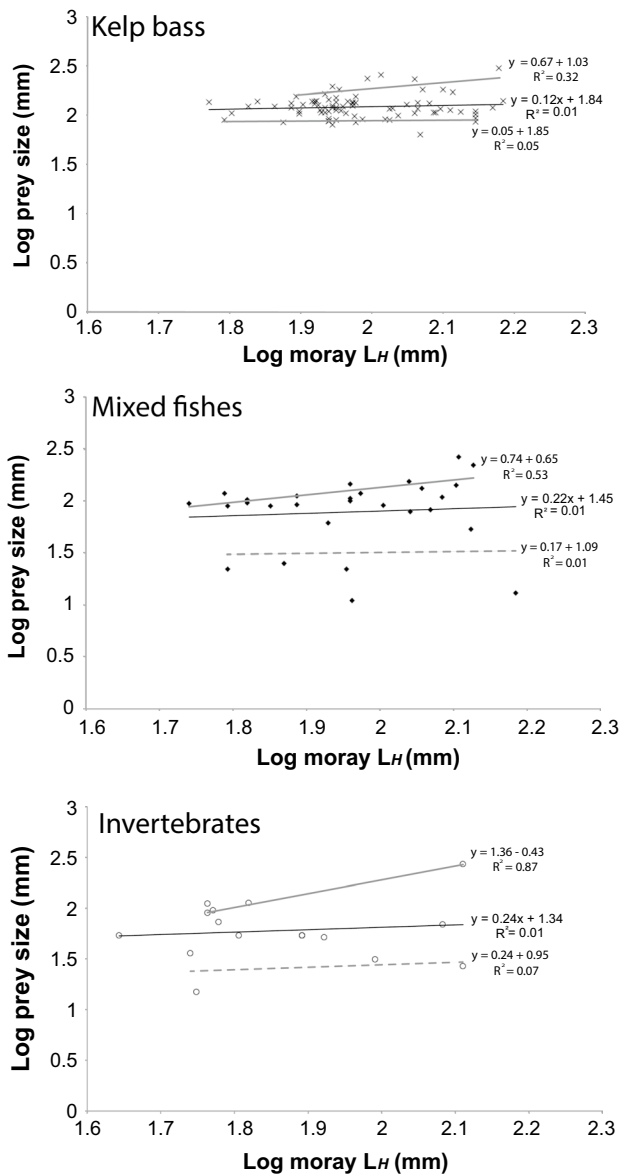 Kelp bass
3
2.5
2
1.5
1
0.5
0
Log prey size (mm)
y = 0.67 + 1.03
R² = 0.32
y = 0.12x + 1.84
R² = 0.01
y = 0.05 + 1.85
R² = 0.05
1.6 1.7 1.8 1.9 2 2.1 2.2 2.3
Log moray LH (mm)
Mixed fishes
3
2.5
2
1.5
1
0.5
0
Log prey size (mm)
y = 0.74 + 0.65
R² = 0.53
y = 0.22x + 1.45
R² = 0.01
y = 0.17 + 1.09
R² = 0.01
1.6 1.7 1.8 1.9 2 2.1 2.2 2.3
Log moray LH (mm)
Invertebrates
3
2.5
2
1.5
1
0.5
0
Log prey size (mm)
y = 1.36 - 0.43
R² = 0.87
y = 0.24x + 1.34
R² = 0.01
y = 0.24 + 0.95
R² = 0.07
1.6 1.7 1.8 1.9 2 2.1 2.2 2.3
Log moray LH (mm)